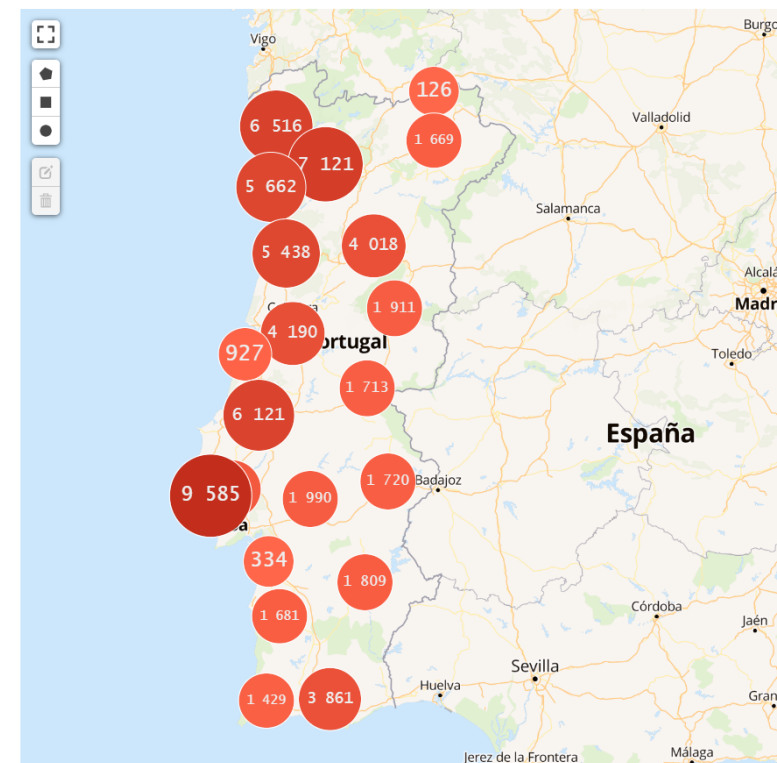 Burgo
Vigo
126
Valladolid
6 516
1 669
7 121
5 662
Salamanca
4 018
5 438
Alcalá
Madr
1 911
4 190
ortugal
927
Toledo
1 713
6 121
España
1 720
Badajoz
9 585
1 990
a
334
1 809
Córdoba
1 681
Jaén
Sevilla
Huelva
Gran
1 429
3 861
Málaga
Jerez de la Frontera